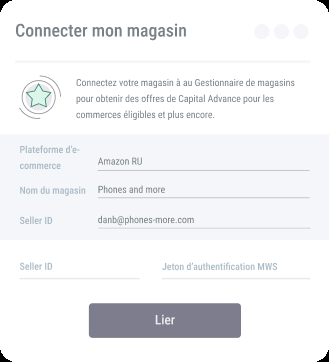 Connecter mon magasin
Connectez votre magasin à au Gestionnaire de magasins
pour obtenir des offres de Capital Advance pour les
commerces éligibles et plus encore.
Plateforme d'e-
commerce
Amazon RU
Nom du magasin
Phones and more
Seller ID
danb@phones-more.com
Seller ID
Jeton d'authentification MWS
Lier